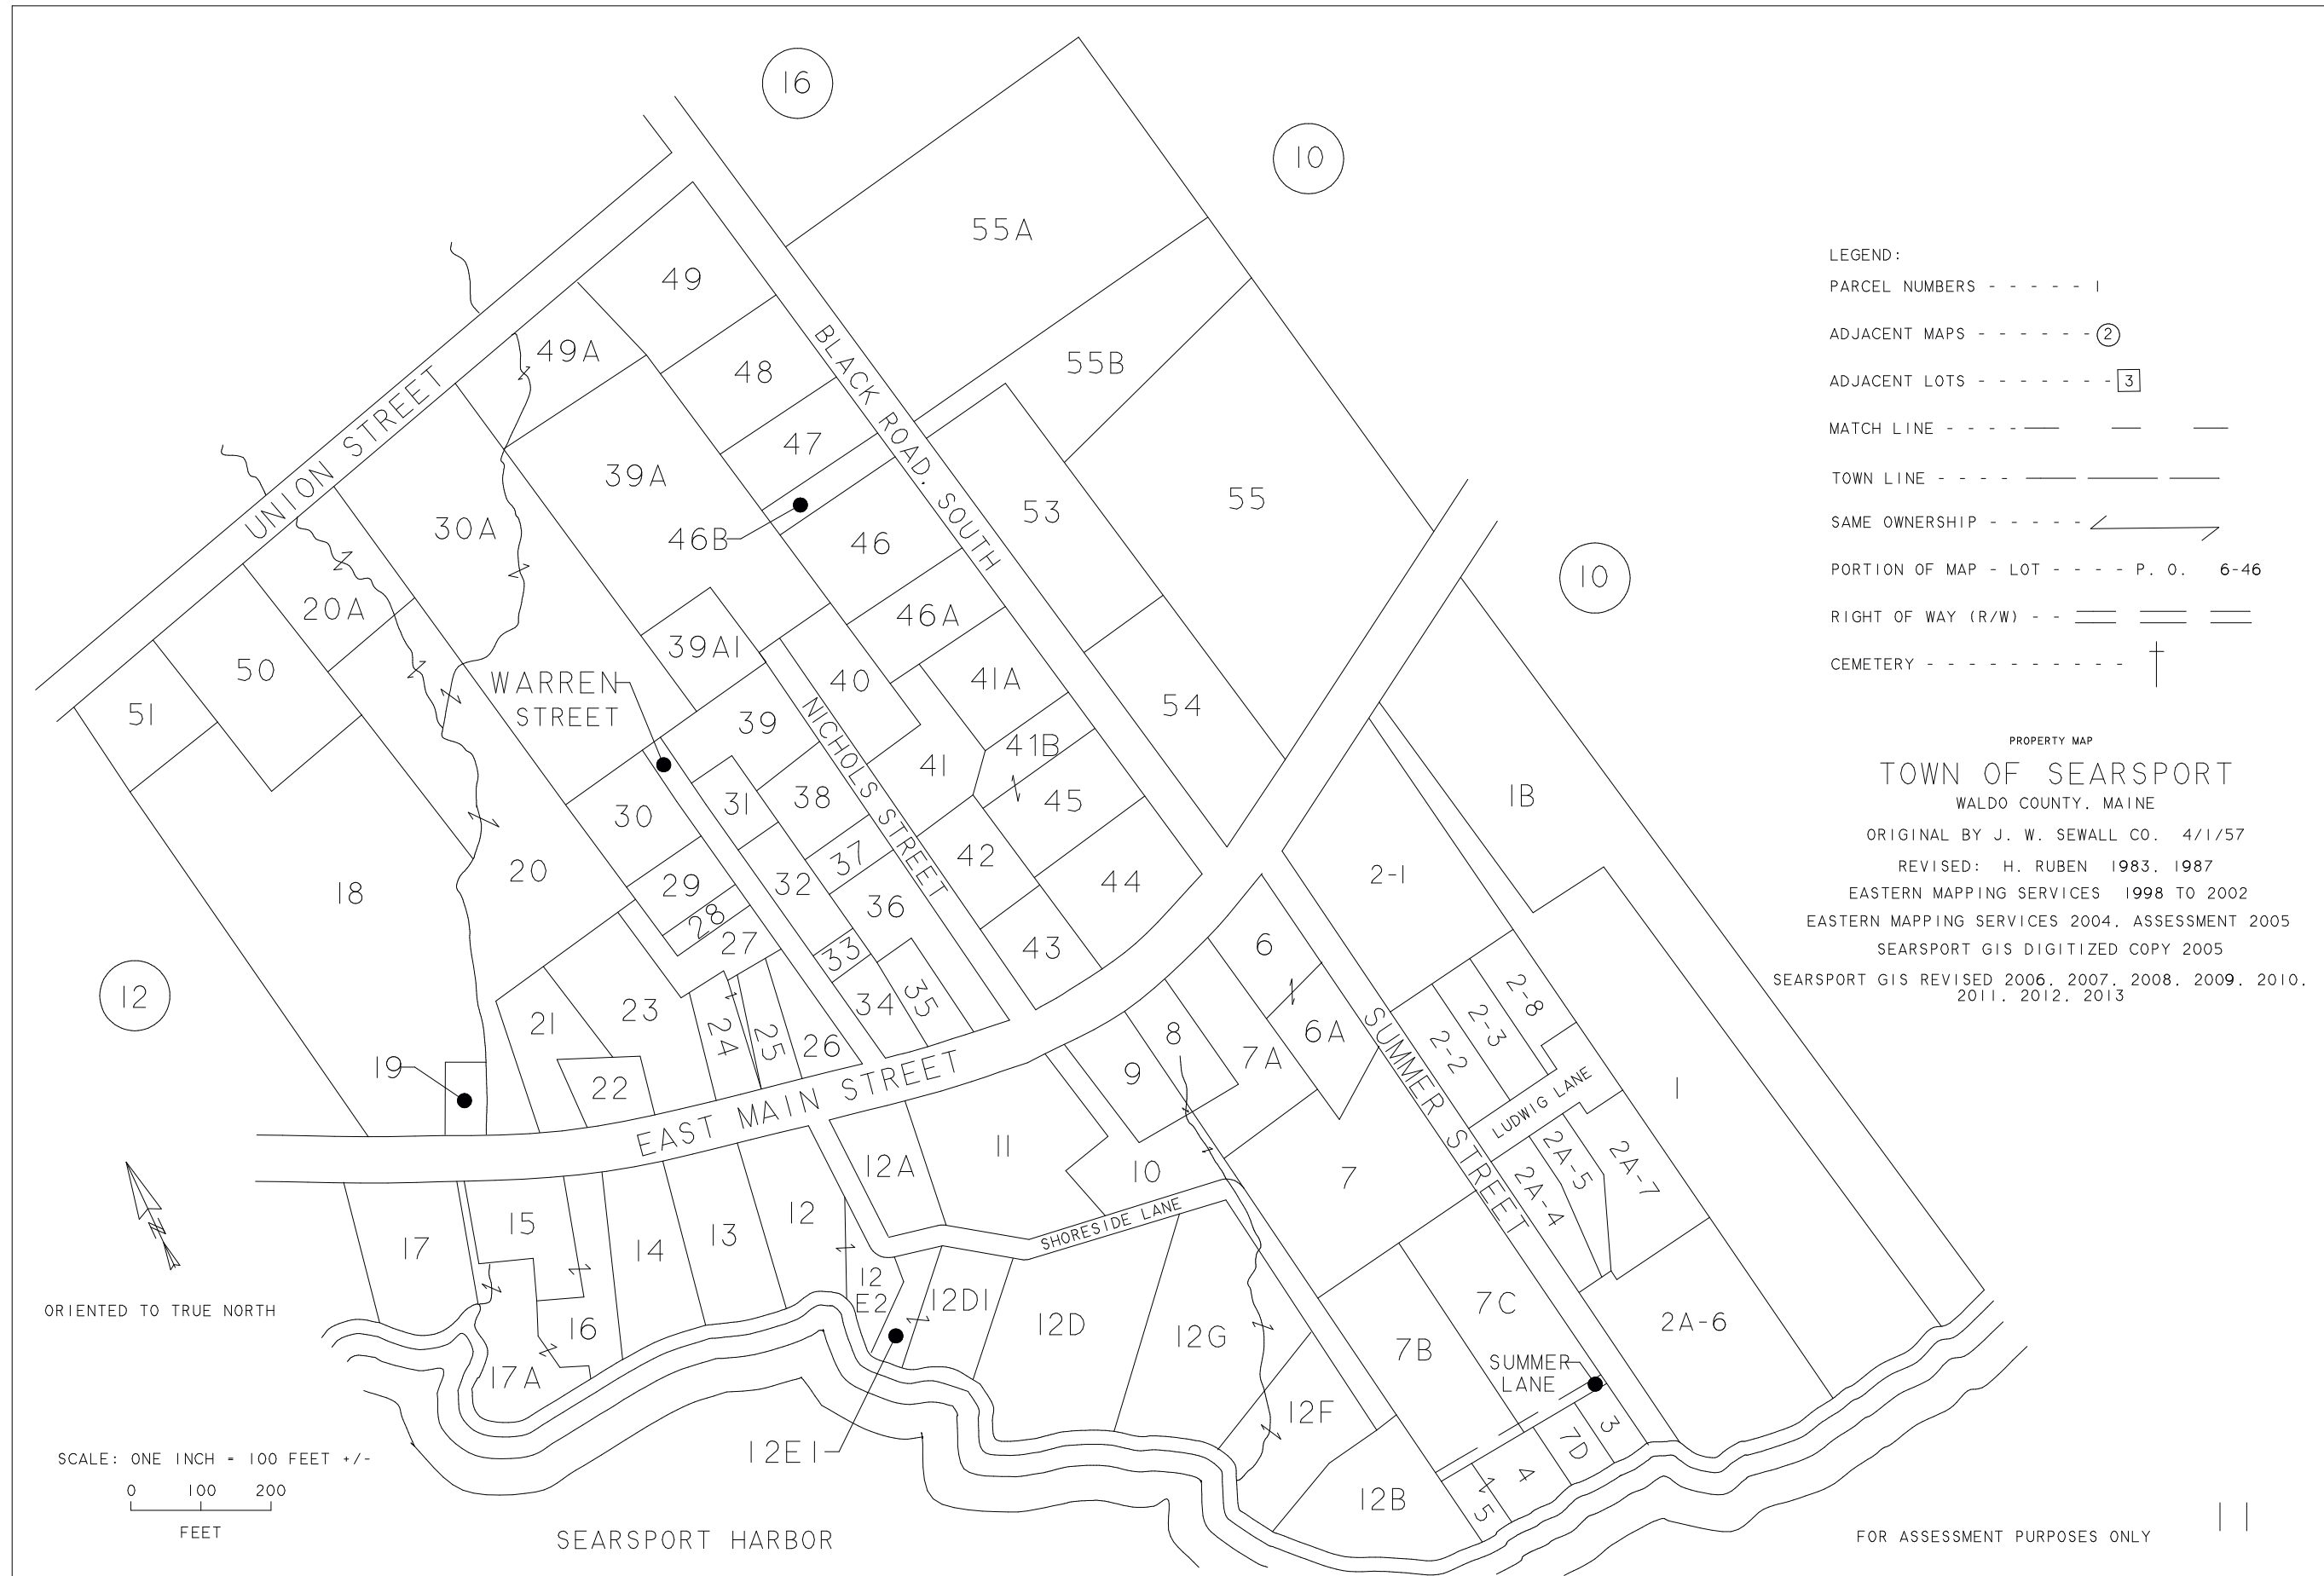 16
10
55A
49
49A
48
BLACK ROAD, SOUTH
55B
UNION STREET
47
39A
46B
46
53
55
30A
20A
46A
39A1
40
41A
54
50
51
WARREN
STREET
39
NICHOLS STREET
41
41B
45
38
31
30
37
42
44
43
29
28
27
32
36
33
34
35
20
18
21
23
24
25
26
22
19
12
10
1B
2-1
6
6A
8
9
7A
2-8
2-3
2-2
SUMMER STREET
LUDWIG LANE
1
2A-5
2A-7
2A-4
2A-6
EAST MAIN STREET
12A
11
10
7
SHORESIDE LANE
17
15
14
13
12
12
E2
12D1
12D
12G
16
17A
12E1
12F
12B
7B
7C
SUMMER
LANE
3
7D
4
5
N
ORIENTED TO TRUE NORTH
SCALE: ONE INCH = 100 FEET +/-
0 100 200
FEET
SEARSPORT HARBOR
LEGEND:
PARCEL NUMBERS - - - - - 1
ADJACENT MAPS - - - - - - 2
ADJACENT LOTS - - - - - - - 3
MATCH LINE - - - -
TOWN LINE - - - -
SAME OWNERSHIP - - - - -
PORTION OF MAP - LOT - - - - P. O. 6-46
RIGHT OF WAY (R/W) - -
CEMETERY - - - - - - - - - -
PROPERTY MAP
TOWN OF SEARSPORT
WALDO COUNTY, MAINE
ORIGINAL BY J. W. SEWALL CO. 4/1/57
REVISED: H. RUBEN 1983, 1987
EASTERN MAPPING SERVICES 1998 TO 2002
EASTERN MAPPING SERVICES 2004, ASSESSMENT 2005
SEARSPORT GIS DIGITIZED COPY 2005
SEARSPORT GIS REVISED 2006, 2007, 2008, 2009, 2010,
2011, 2012, 2013
FOR ASSESSMENT PURPOSES ONLY
11